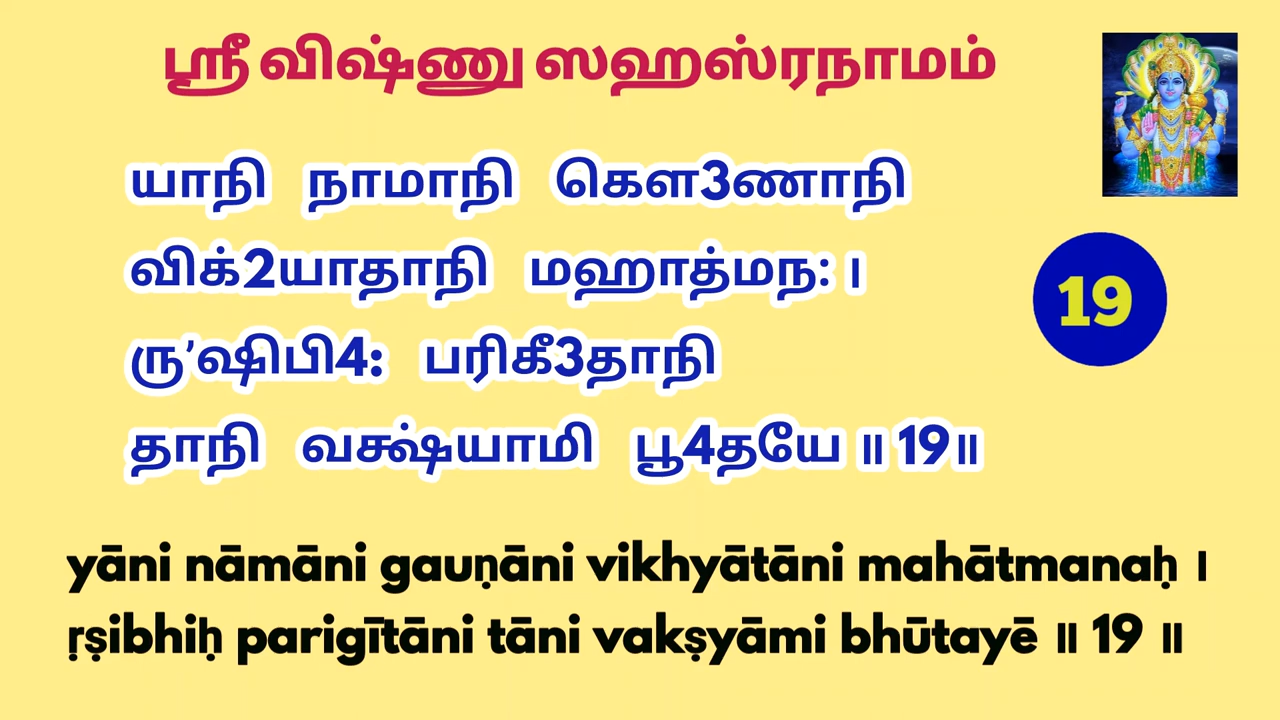 ஸ்ரீ விஷ்ணு ஸஹஸ்ரநாமம்
யாநி நாமாநி கௌ3ணாநி
விக்2யாதாநி மஹாத்மந: ।
19
ரு’ஷிபி4: பரிகீ3தாநி
தாநி வக்ஷ்யாமி பூ4தயே ॥ 19॥
yāni nāmāni gauṇāni vikhyātāni mahātmanaḥ ।
ṛṣibhiḥ parigītāni tāni vakṣyāmi bhūtayē ॥ 19 ॥